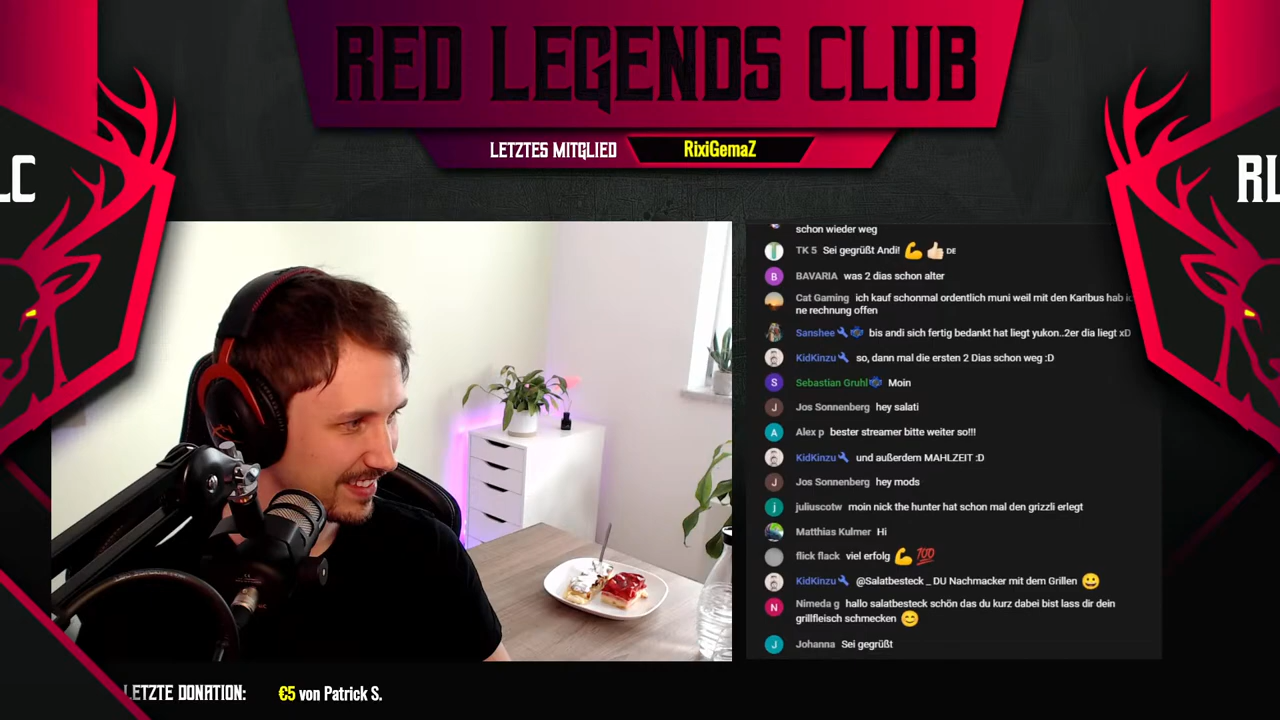 RED LEGENDS CLUB
LETZTES MITGLIED RixiGemaZ
LC
RL
schon wieder weg
TK 5 Sei gegrüßt Andi! 💪👍🏻 DE
B BAVARIA was 2 dias schon alter
Cat Gaming ich kauf schonmal ordentlich muni weil mit den Karibus hab
ne rechnung offen
Sanshee bis andi sich fertig bedankt hat liegt yukon..2er dia liegt xD
KidKinzu so, dann mal die ersten 2 Dias schon weg :D
S Sebastian Gruhl Moin
J Jos Sonnenberg hey salati
A Alex p bester streamer bitte weiter so!!!
KidKinzu und außerdem MAHLZEIT :D
J Jos Sonnenberg hey mods
j juliuscotw moin nick the hunter hat schon mal den grizzli erlegt
Matthias Kulmer Hi
flick flack viel erfolg 💪💯
KidKinzu @Salatbesteck _ DU Nachmacker mit dem Grillen 😀
N Nimeda g hallo salatbesteck schön das du kurz dabei bist lass dir dein
grillfleisch schmecken 😊
J Johanna Sei gegrüßt
LETZTE DONATION: €5 von Patrick S.